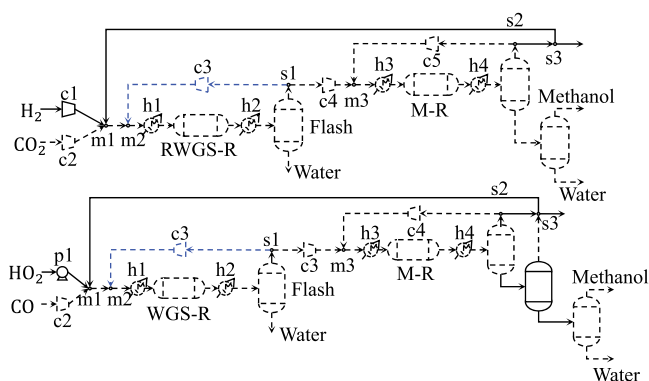 s2
c5
s3
c3
s1
h3
h4
c1
c4
m3
M-R
Methanol
H2
h1
h2
Flash
CO2
m1
m2
c2
RWGS-R
Water
Water
s2
s3
c4
c3
s1
h3
h4
p1
c3
m3
M-R
HO2
h1
h2
Methanol
CO
m1
m2
Flash
c2
WGS-R
Water
Water